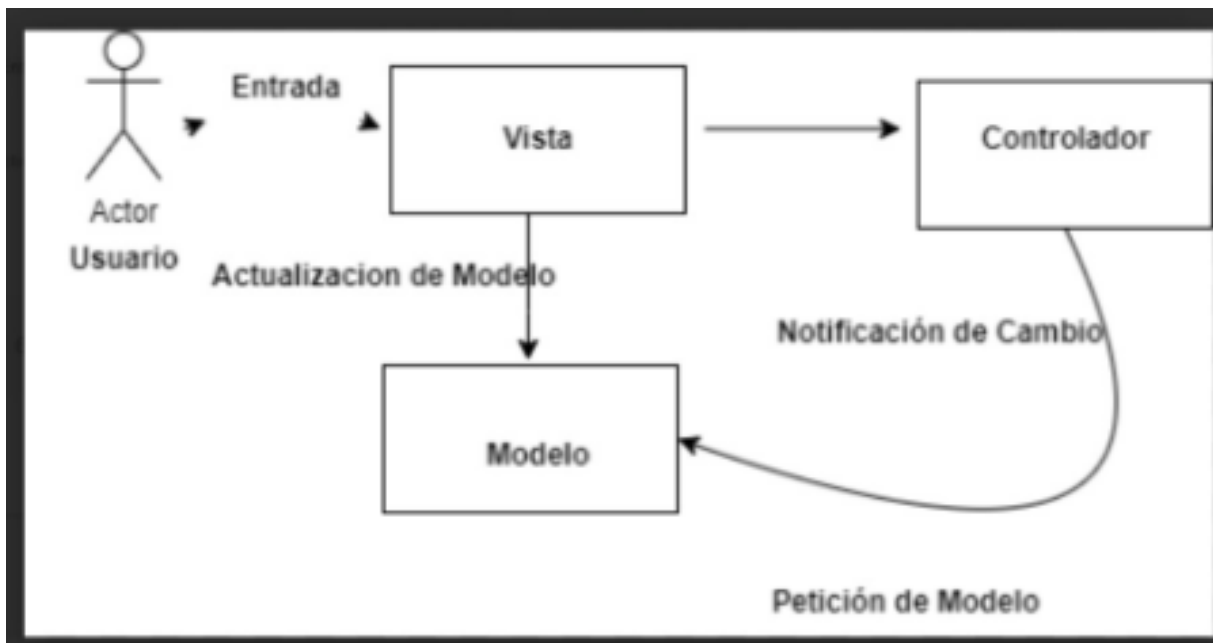 Entrada
Vista
Controlador
Actor
Usuario
Actualizacion de Modelo
Notificación de Cambio
Modelo
Petición de Modelo